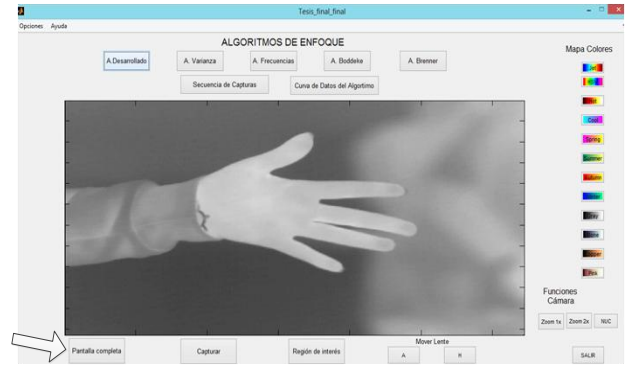 Tesis_final_final
Opciones Ayuda
ALGORITMOS DE ENFOQUE
A.Desarrollado A. Varianza A. Frecuencias A. Boddeke A. Brenner
Secuencia de Capturas Curva de Datos del Algortimo
Mapa Colores
Jet
Hot
Cool
Spring
Summer
Autumn
Winter
Gray
Bone
Copper
Pink
Funciones
Cámara
Zoom 1x Zoom 2x NUC
Mover Lente
Pantalla completa Capturar Región de interés A H SALIR